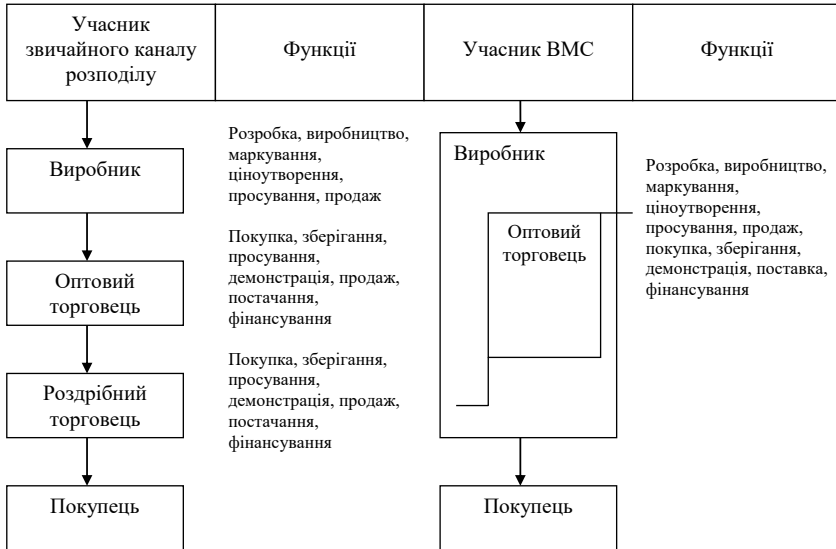 Учасник
звичайного каналу
розподілу
Функції
Учасник ВМС
Функції
Виробник
Розробка, виробництво,
маркування,
ціноутворення,
просування, продаж
Оптовий
торговець
Покупка, зберігання,
просування,
демонстрація, продаж,
постачання,
фінансування
Роздрібний
торговець
Покупка, зберігання,
просування,
демонстрація, продаж,
постачання,
фінансування
Покупець
Виробник
Оптовий
торговець
Розробка, виробництво,
маркування,
ціноутворення,
просування, продаж,
покупка, зберігання,
демонстрація, поставка,
фінансування
Покупець